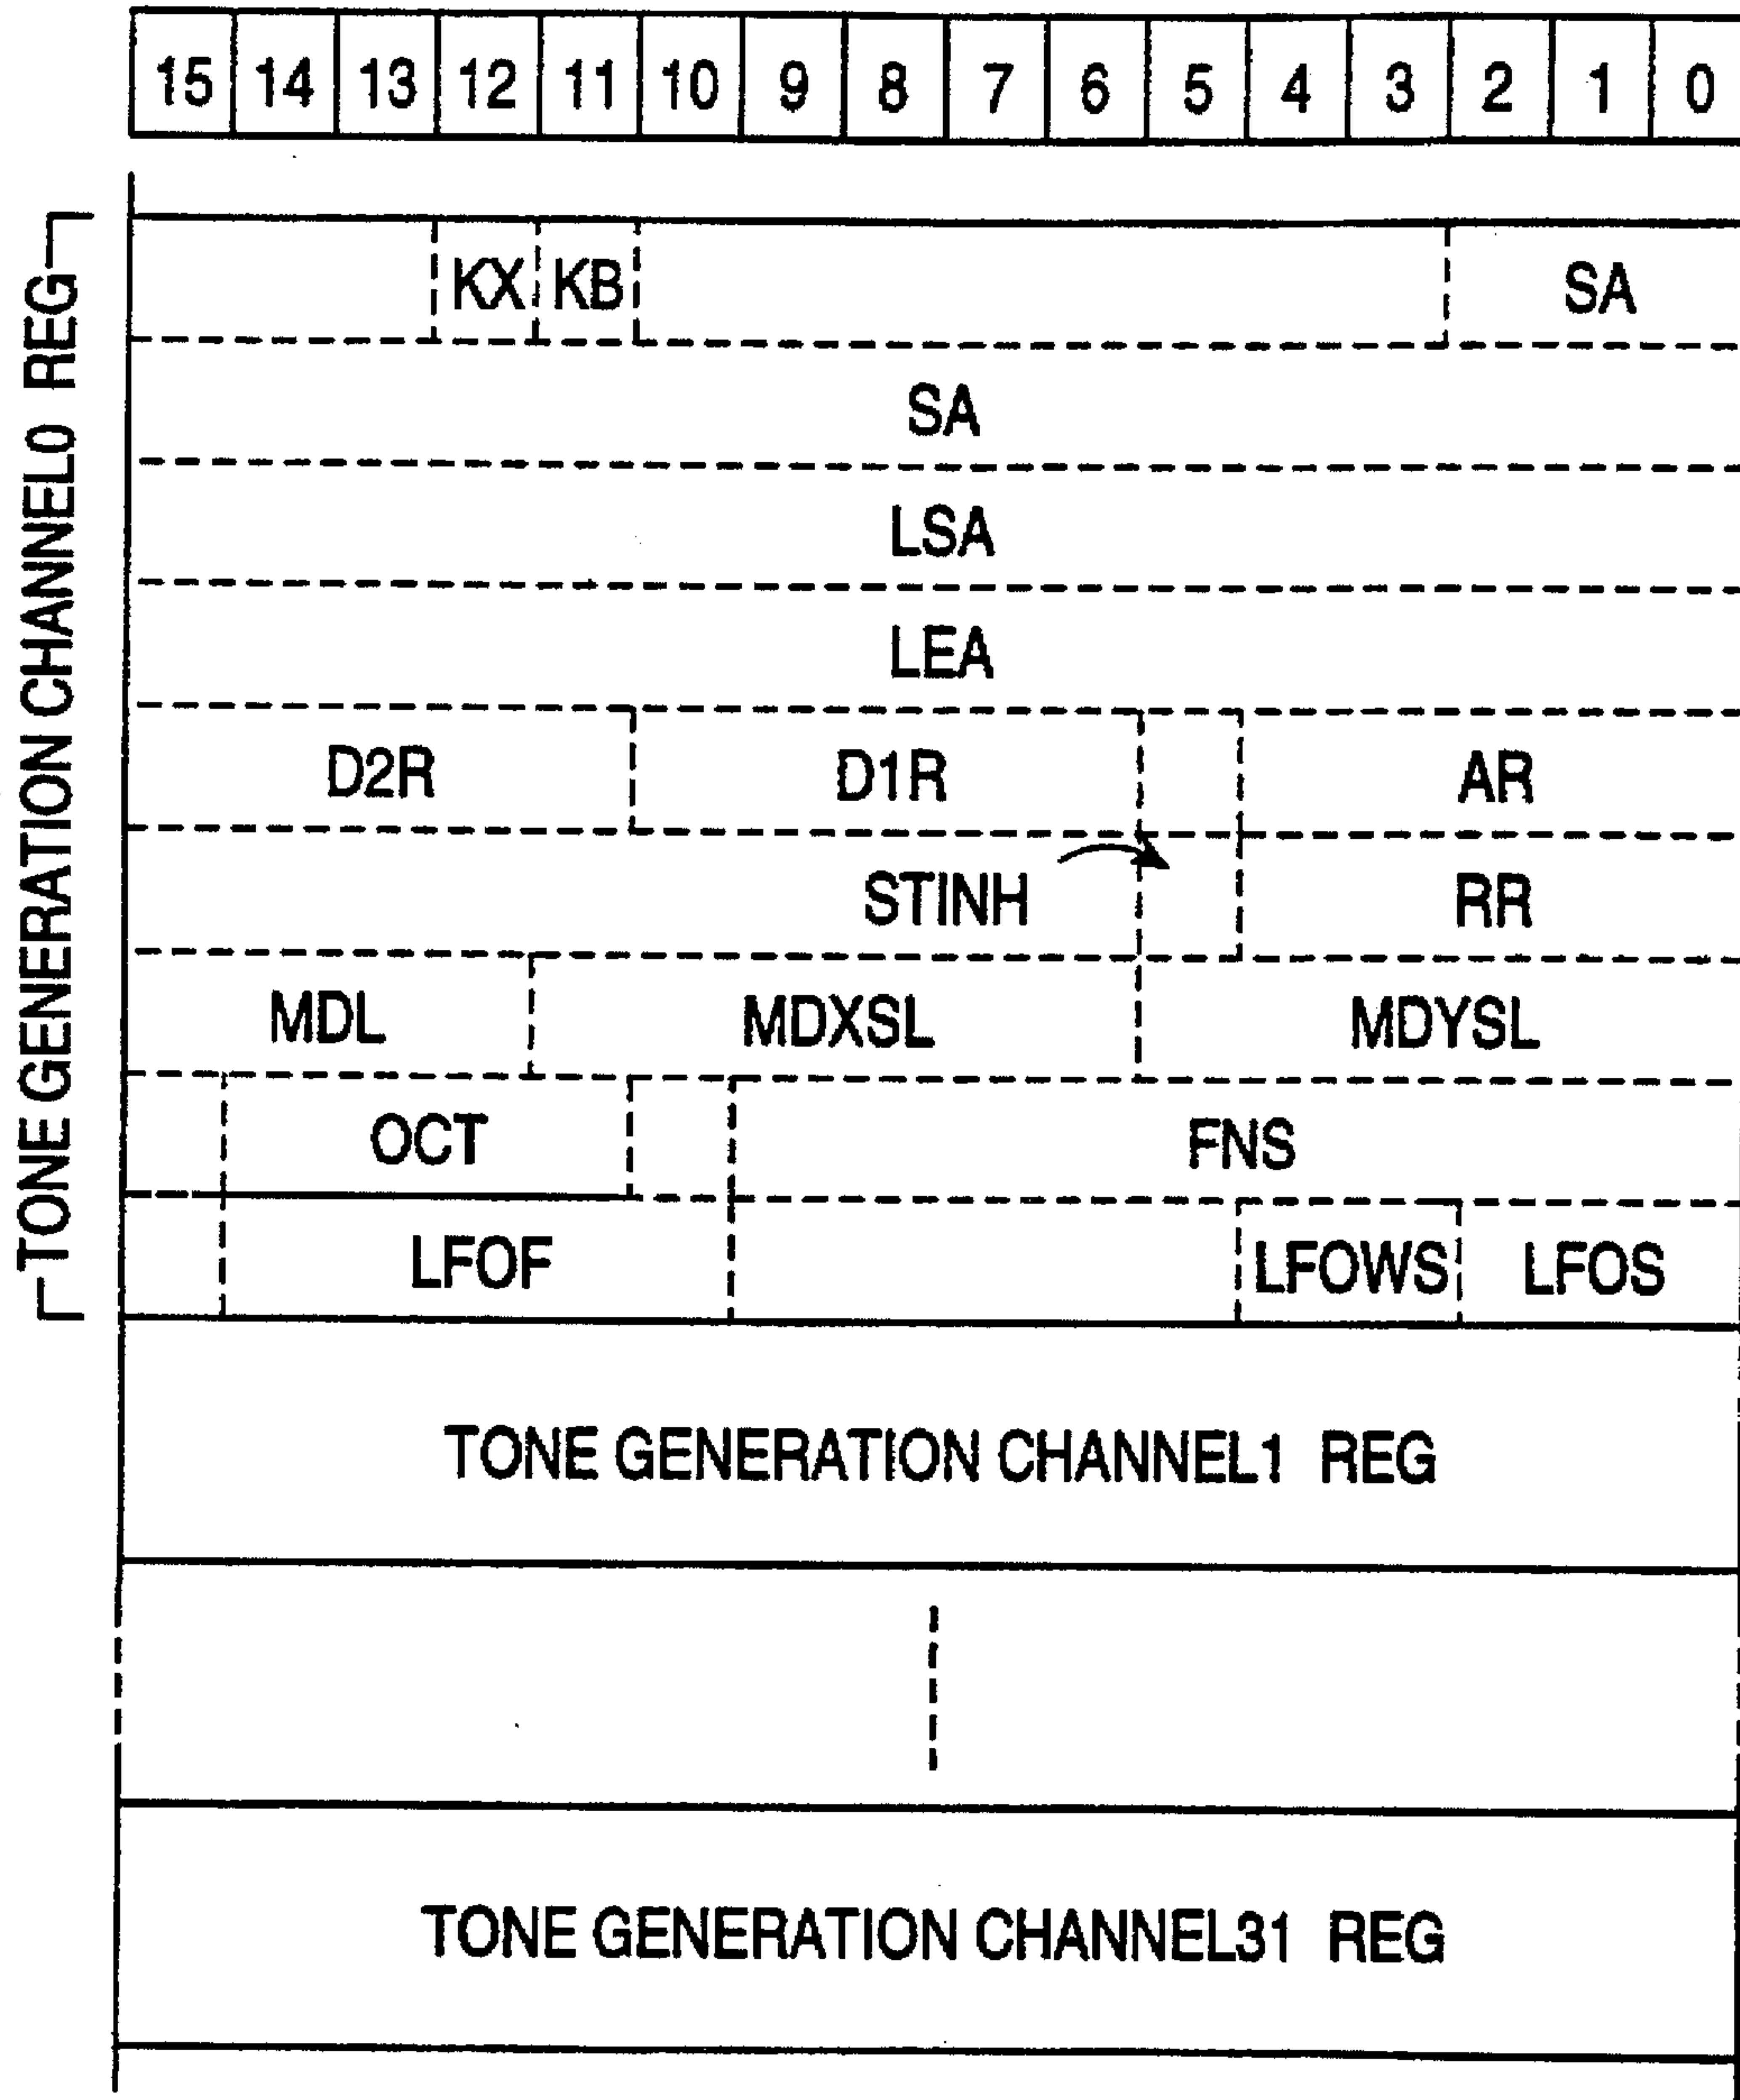 15 14 13 12 11 10 9 8 7 6 5 4 3 2 1 0
TONE GENERATION CHANNEL0 REG
KX KB SA
SA
LSA
LEA
D2R D1R AR
STINH RR
MDL MDXSL MDYSL
OCT FNS
LFOF LFOWS LFOS
TONE GENERATION CHANNEL1 REG
TONE GENERATION CHANNEL31 REG